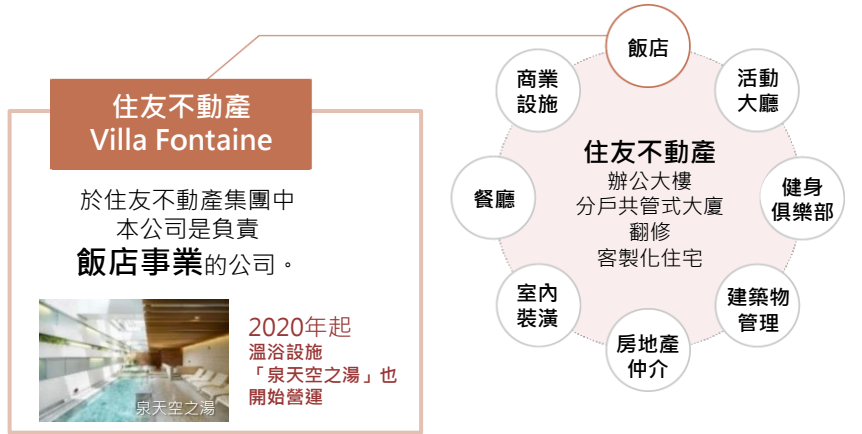 住友不動產
Villa Fontaine
於住友不動產集團中
本公司是負責
飯店事業的公司。
泉天空之湯
2020年起
溫浴設施
「泉天空之湯」也
開始營運
飯店
活動
大廳
健身
俱樂部
建築物
管理
房地產
仲介
室內
裝潢
餐廳
商業
設施
住友不動產
辦公大樓
分戶共管式大廈
翻修
客製化住宅